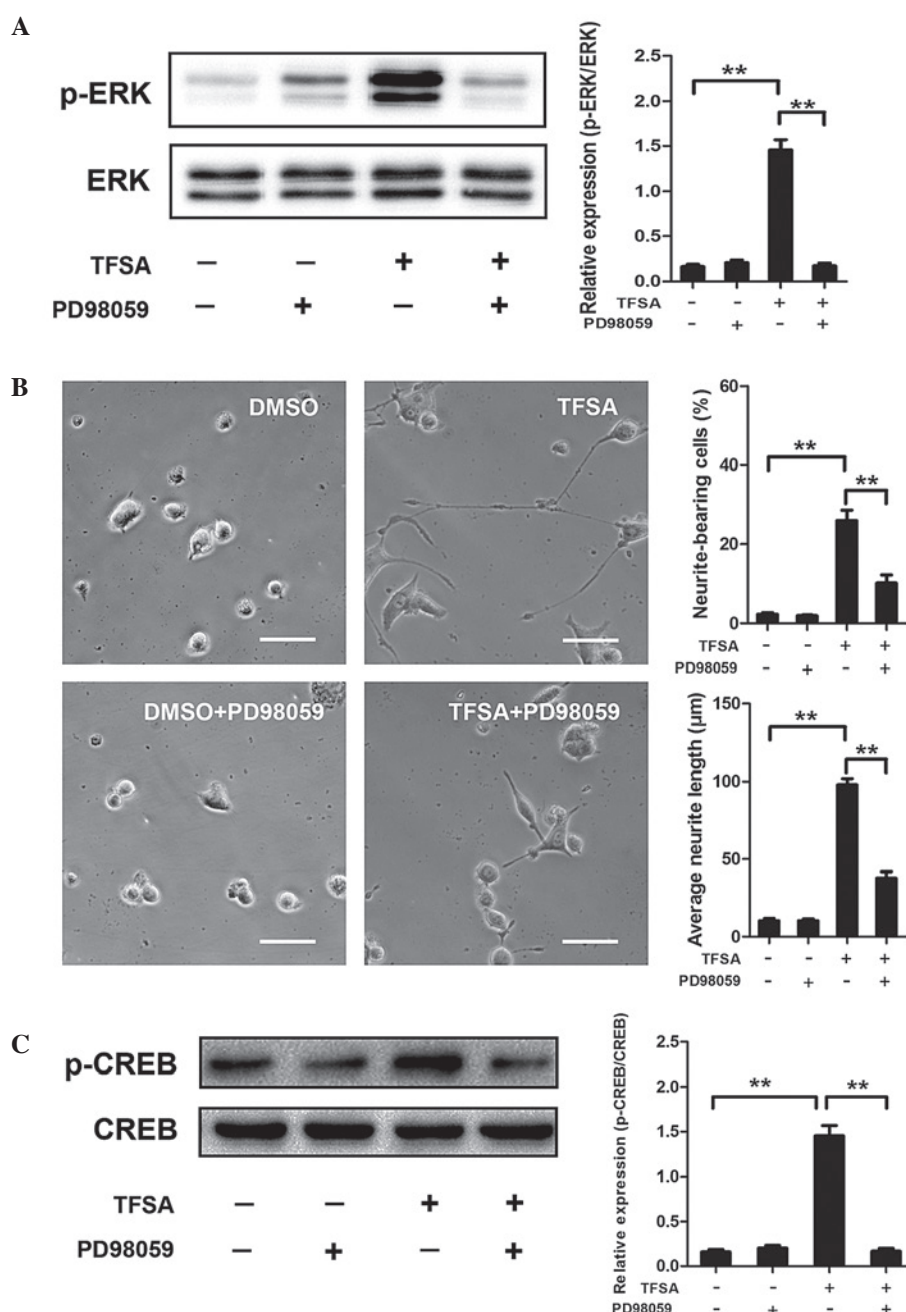 A
p-ERK
ERK
TFSA - - + +
PD98059 - + - +
Relative expression (p-ERK/ERK)
2.5
2.0
1.5
1.0
0.5
0.0
**
**
TFSA - - + +
PD98059 - + - +
B
DMSO
TFSA
DMSO+PD98059
TFSA+PD98059
Neurite-bearing cells (%)
60
40
20
0
**
**
TFSA - - + +
PD98059 - + - +
Average neurite length (μm)
150
100
50
0
**
**
TFSA - - + +
PD98059 - + - +
C
p-CREB
CREB
TFSA - - + +
PD98059 - + - +
Relative expression (p-CREB/CREB)
2.5
2.0
1.5
1.0
0.5
0.0
**
**
TFSA - - + +
PD98059 - + - +